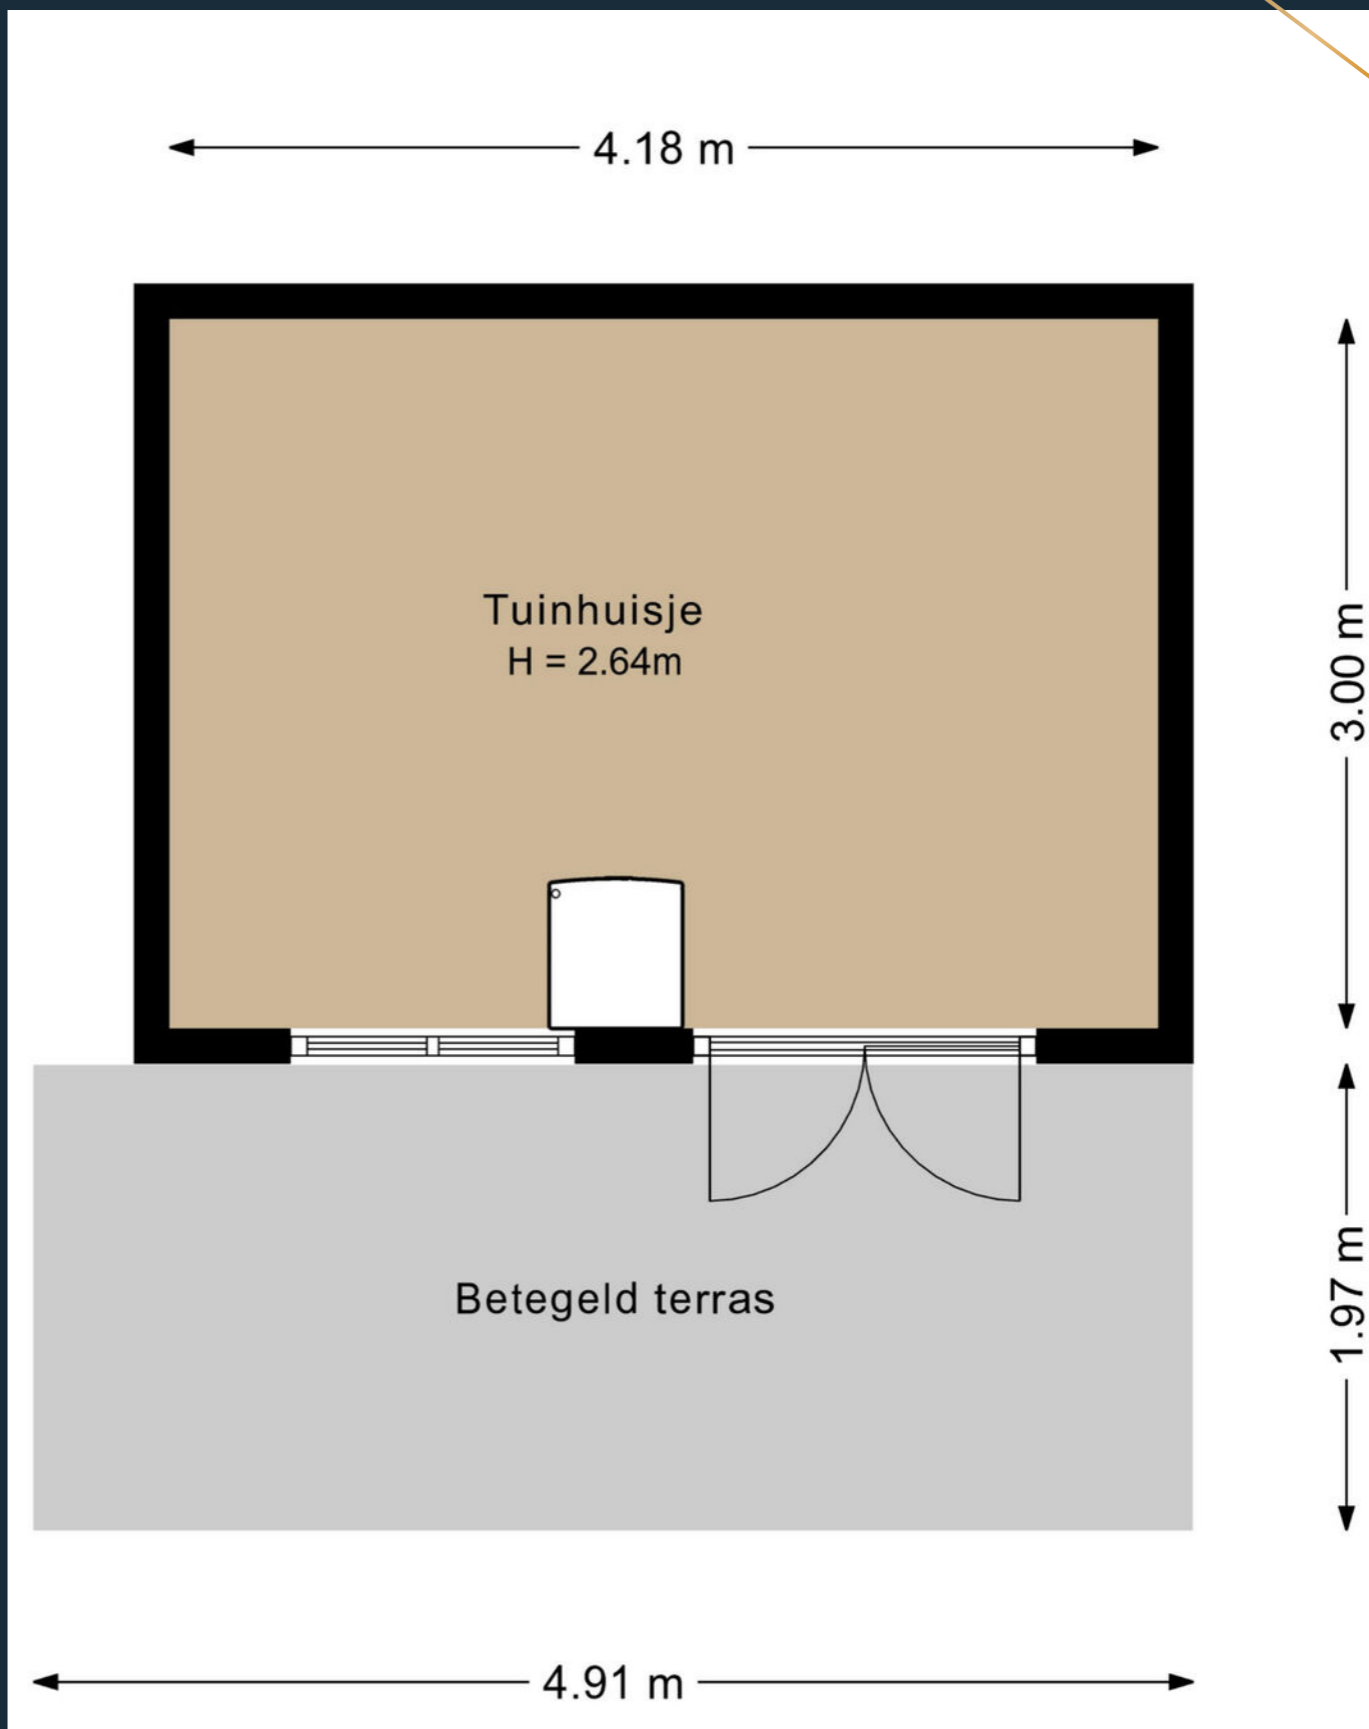 4.18 m
Tuinhuisje
H = 2.64m
3.00 m
Betegeld terras
1.97 m
4.91 m